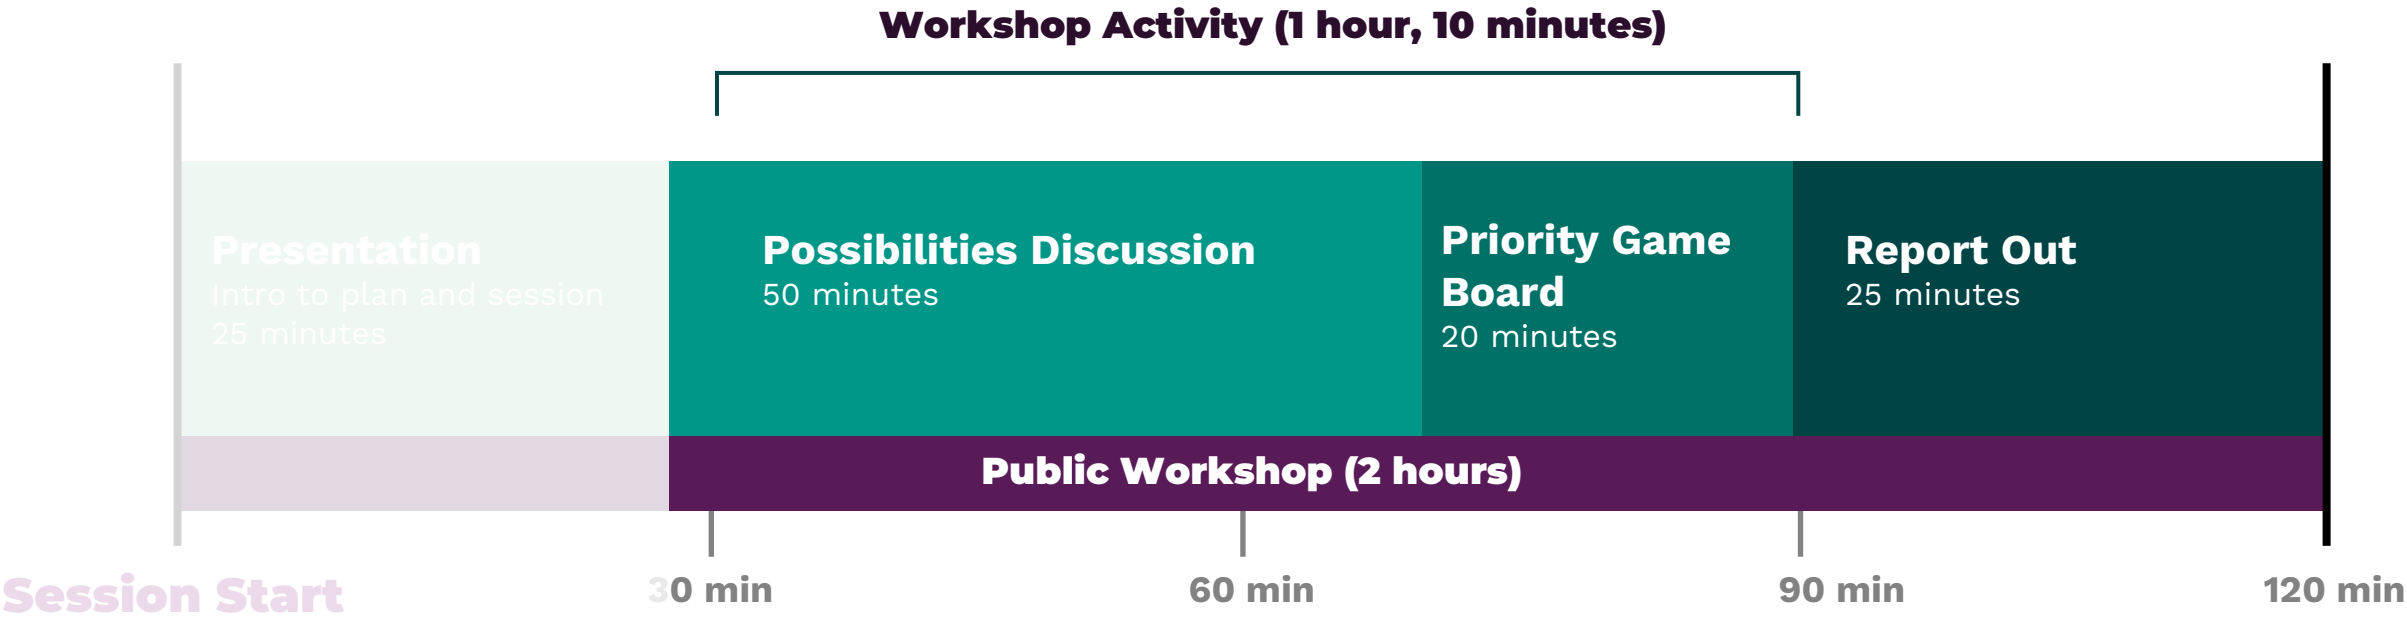 Workshop Activity (1 hour, 10 minutes)
Presentation
Intro to plan and session
25 minutes
Possibilities Discussion
50 minutes
Priority Game
Board
20 minutes
Report Out
25 minutes
Public Workshop (2 hours)
Session Start
30 min
60 min
90 min
120 min